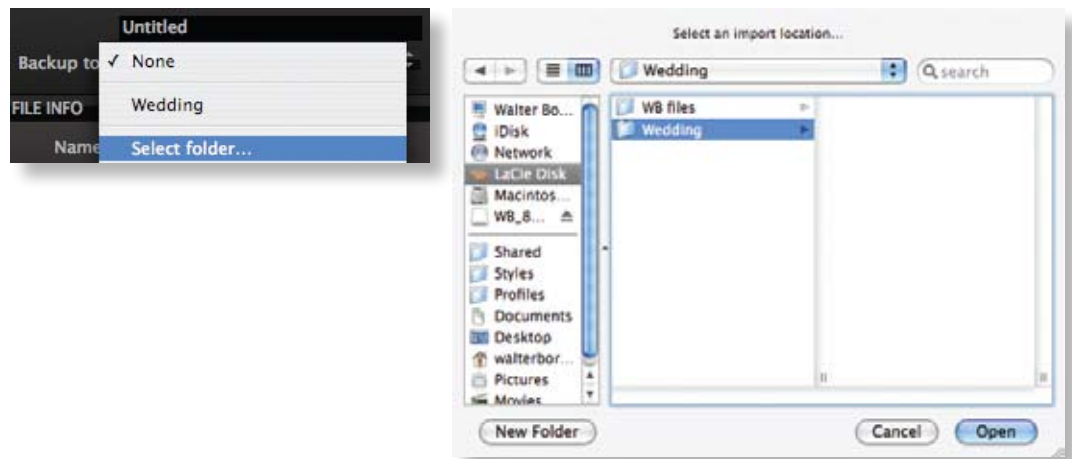 Untitled
Backup to ✓ None
Wedding
FILE INFO
Name
Select folder...
Select an import location...
Wedding
search
Walter Bo...
iDisk
Network
LaCie Disk
Macintos...
WB_8...
Shared
Styles
Profiles
Documents
Desktop
walterbor...
Pictures
Movies
WB files
Wedding
New Folder
Cancel
Open